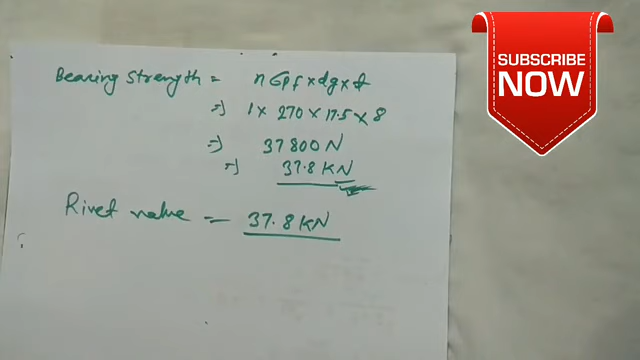 Bearing Strength = n σpf × dg × t
=) 1 × 270 × 17.5 × 8
=) 37800 N
=) 37.8 KN
Rivet value = 37.8 KN
SUBSCRIBE
NOW